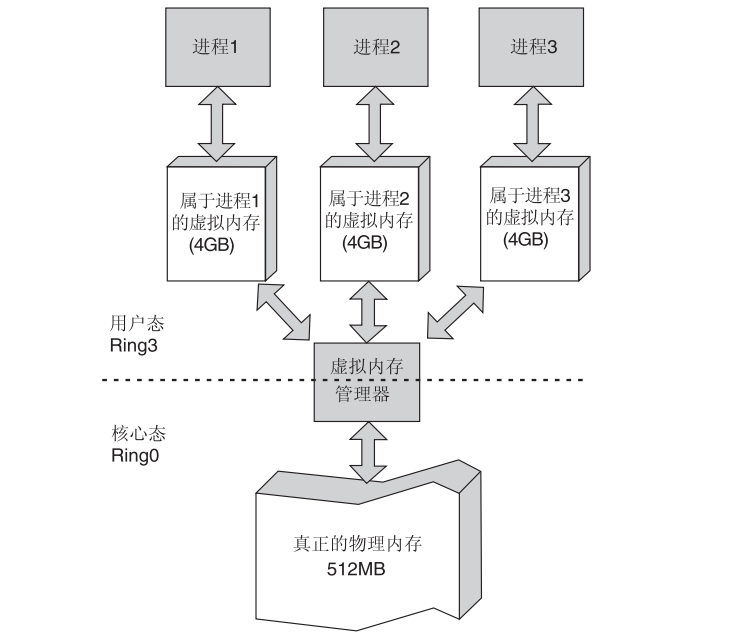 进程1
进程2
进程3
属于进程1
的虚拟内存
(4GB)
属于进程2
的虚拟内存
(4GB)
属于进程3
的虚拟内存
(4GB)
用户态
Ring3
虚拟内存
管理器
核心态
Ring0
真正的物理内存
512MB